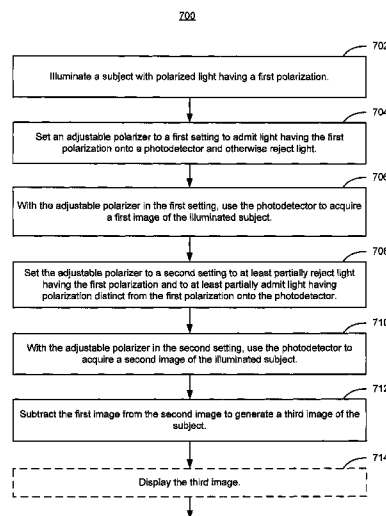 700
702
Illuminate a subject with polarized light having a first polarization.
704
Set an adjustable polarizer to a first setting to admit light having the first
polarization onto a photodetector and otherwise reject light.
706
With the adjustable polarizer in the first setting, use the photodetector to acquire
a first image of the illuminated subject.
708
Set the adjustable polarizer to a second setting to at least partially reject light
having the first polarization and to at least partially admit light having
polarization distinct from the first polarization onto the photodetector.
710
With the adjustable polarizer in the second setting, use the photodetector to
acquire a second image of the illuminated subject.
712
Subtract the first image from the second image to generate a third image of the
subject.
714
Display the third image.